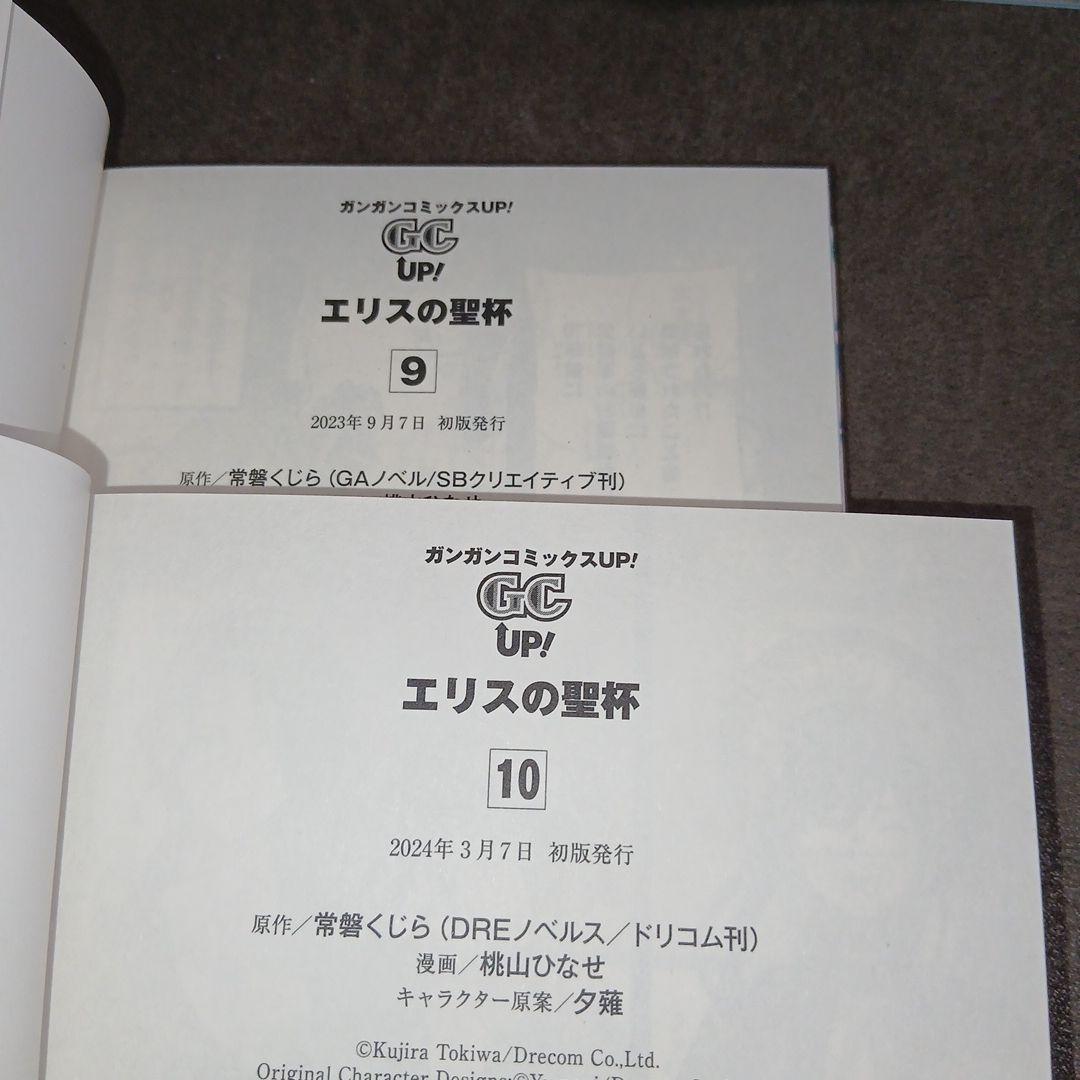 ガンガンコミックスUP!
GC
UP!
エリスの聖杯
9
2023年9月7日 初版発行
原作／常磐くじら（GAノベル/SBクリエイティブ刊）
ガンガンコミックスUP!
GC
UP!
エリスの聖杯
10
2024年3月7日 初版発行
原作／常磐くじら（DREノベルス／ドリコム刊）
漫画／桃山ひなせ
キャラクター原案／夕薙
©Kujira Tokiwa/Drecom Co.,Ltd.
Original Character Designs:©